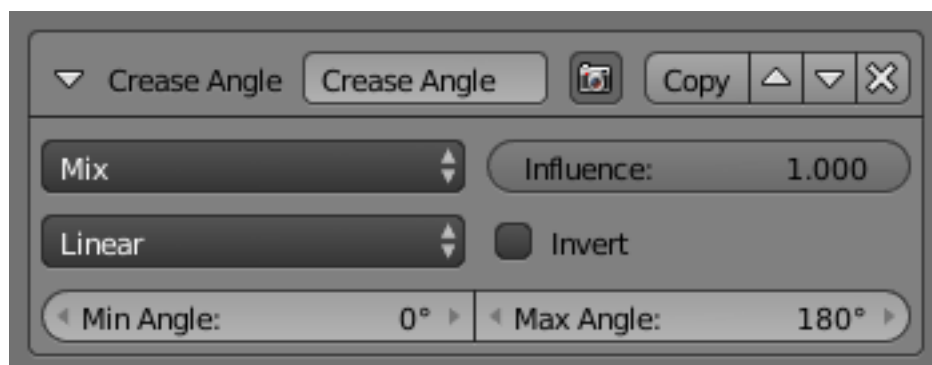 Crease Angle Crease Angle Copy
Mix Influence: 1.000
Linear Invert
Min Angle: 0° Max Angle: 180°